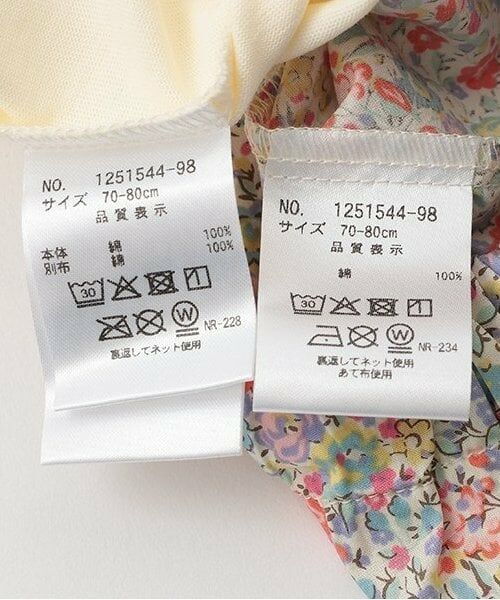 NO. 1251544-98
サイズ 70-80cm
品質表示
本体 綿 100%
別布 綿 100%
30
W
NR-228
裏返してネット使用
NO. 1251544-98
サイズ 70-80cm
品質表示
綿 100%
30
W
NR-234
裏返してネット使用
あて布使用